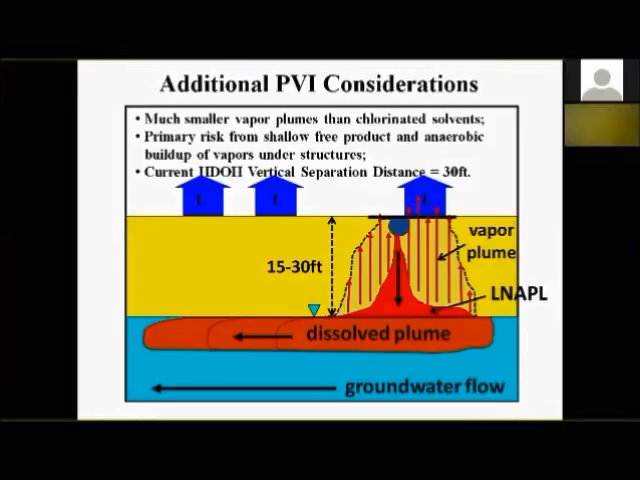 Additional PVI Considerations
• Much smaller vapor plumes than chlorinated solvents;
• Primary risk from shallow free product and anaerobic
buildup of vapors under structures;
• Current HDOH Vertical Separation Distance = 30ft.
L L L
vapor
plume
15-30ft
LNAPL
dissolved plume
groundwater flow